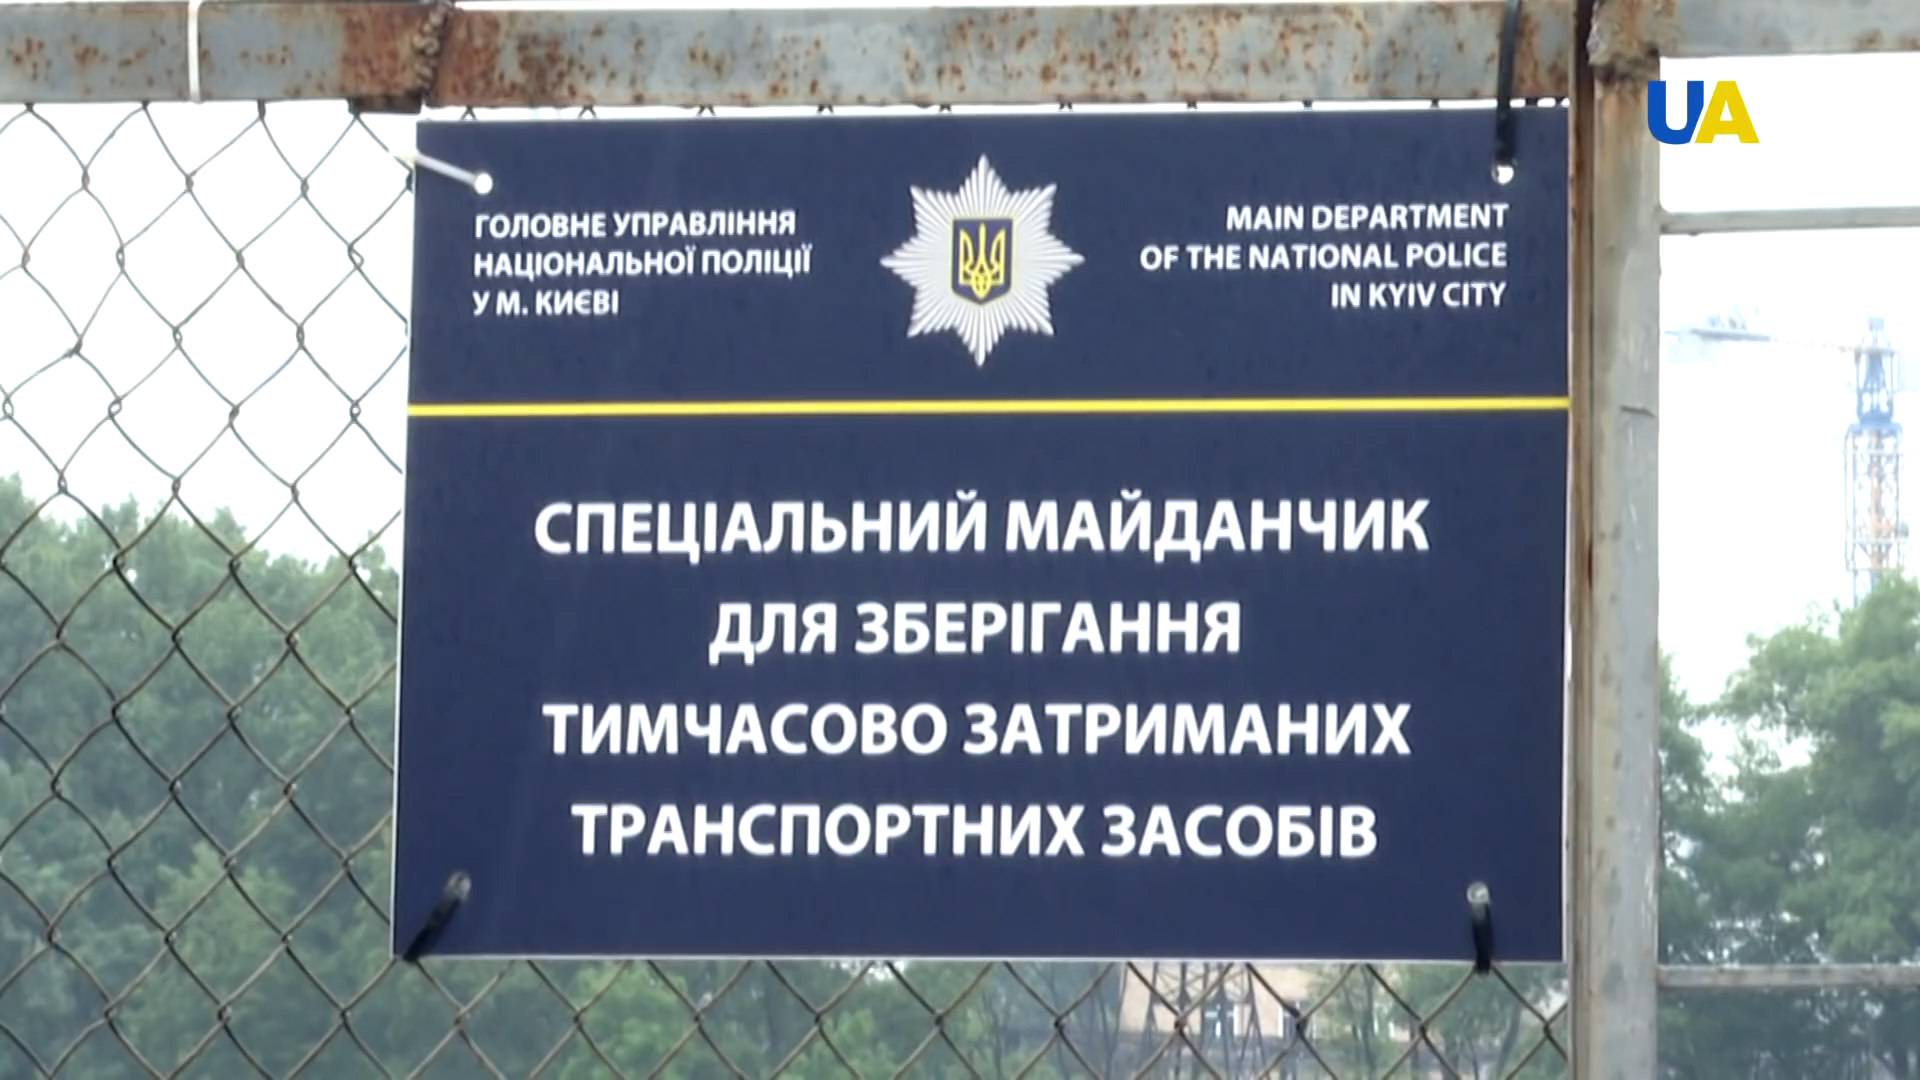 ГОЛОВНЕ УПРАВЛІННЯ
НАЦІОНАЛЬНОЇ ПОЛІЦІЇ
У М. КИЄВІ
MAIN DEPARTMENT
OF THE NATIONAL POLICE
IN KYIV CITY
СПЕЦІАЛЬНИЙ МАЙДАНЧИК
ДЛЯ ЗБЕРІГАННЯ
ТИМЧАСОВО ЗАТРИМАНИХ
ТРАНСПОРТНИХ ЗАСОБІВ
UA